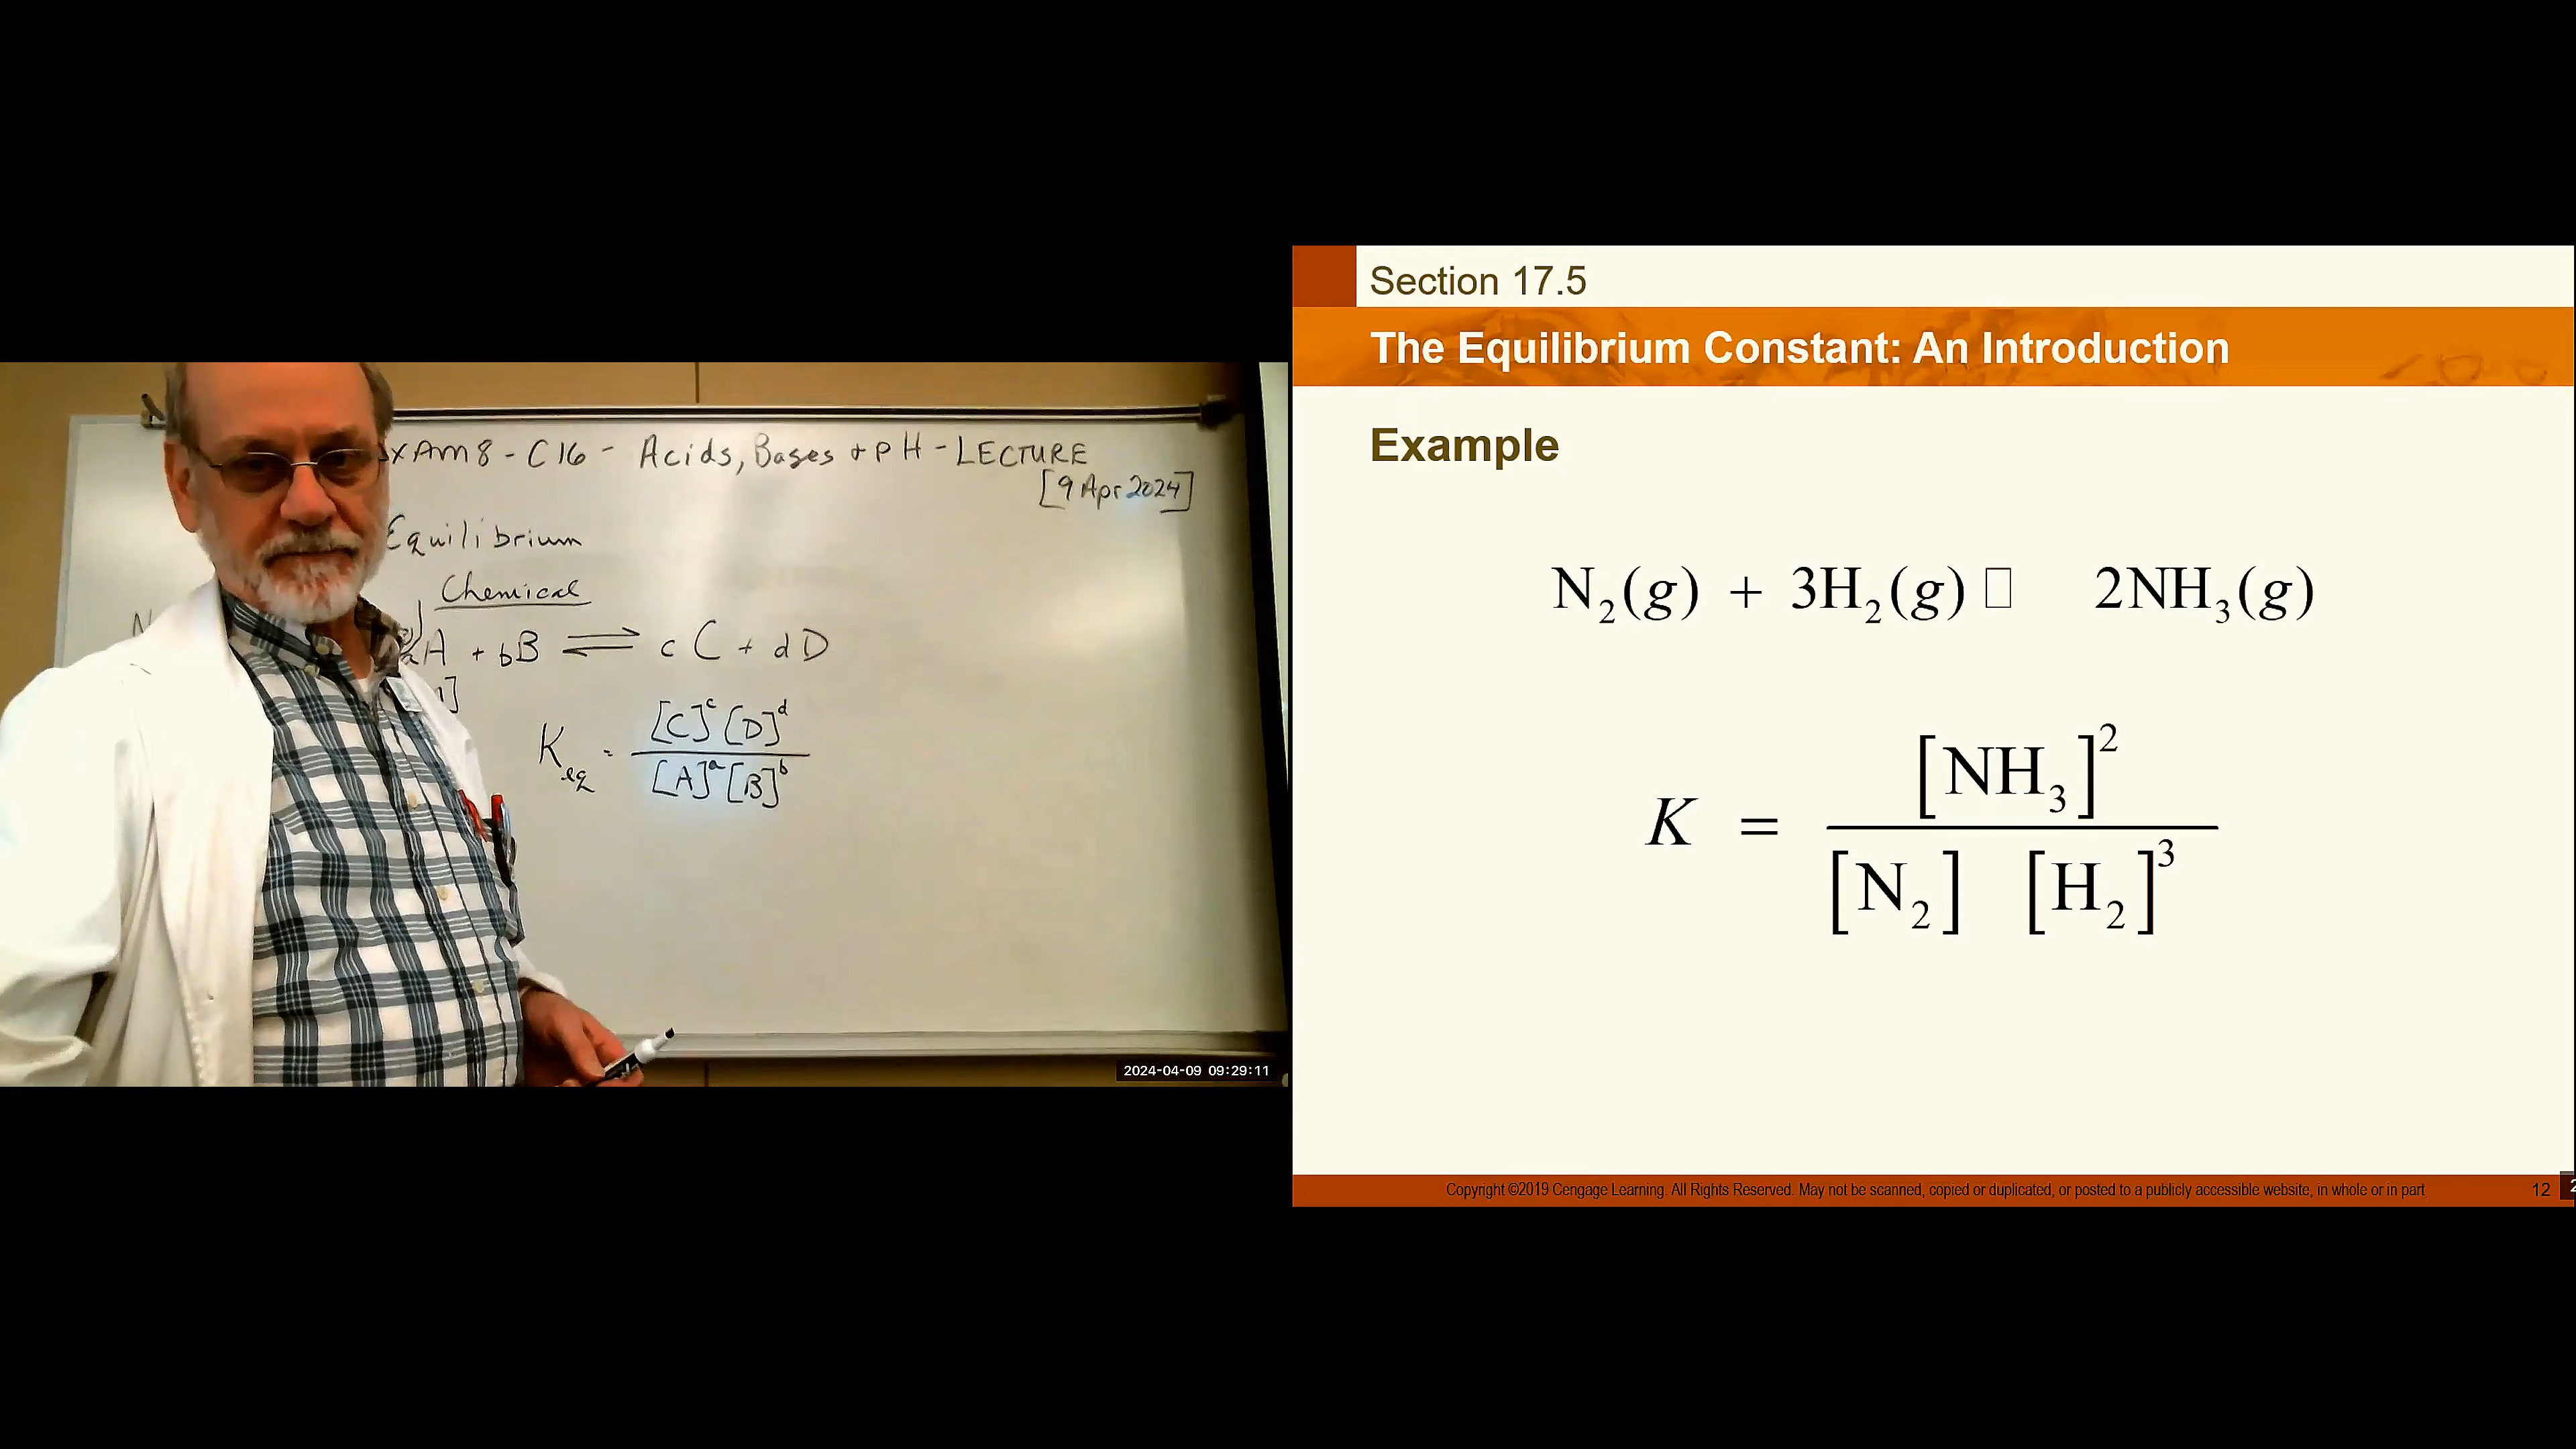 xAm 8 - C 16 - Acids, Bases + pH - LECTURE
[9 Apr 2024]
Equilibrium
Chemical
aA + bB ⇌ cC + dD
K_eq = [C]^c [D]^d / [A]^a [B]^b
2024-04-09 09:29:11
Section 17.5
The Equilibrium Constant: An Introduction
Example
N₂(g) + 3H₂(g) □ 2NH₃(g)
K = [NH₃]² / [N₂] [H₂]³
Copyright ©2019 Cengage Learning. All Rights Reserved. May not be scanned, copied or duplicated, or posted to a publicly accessible website, in whole or in part
12